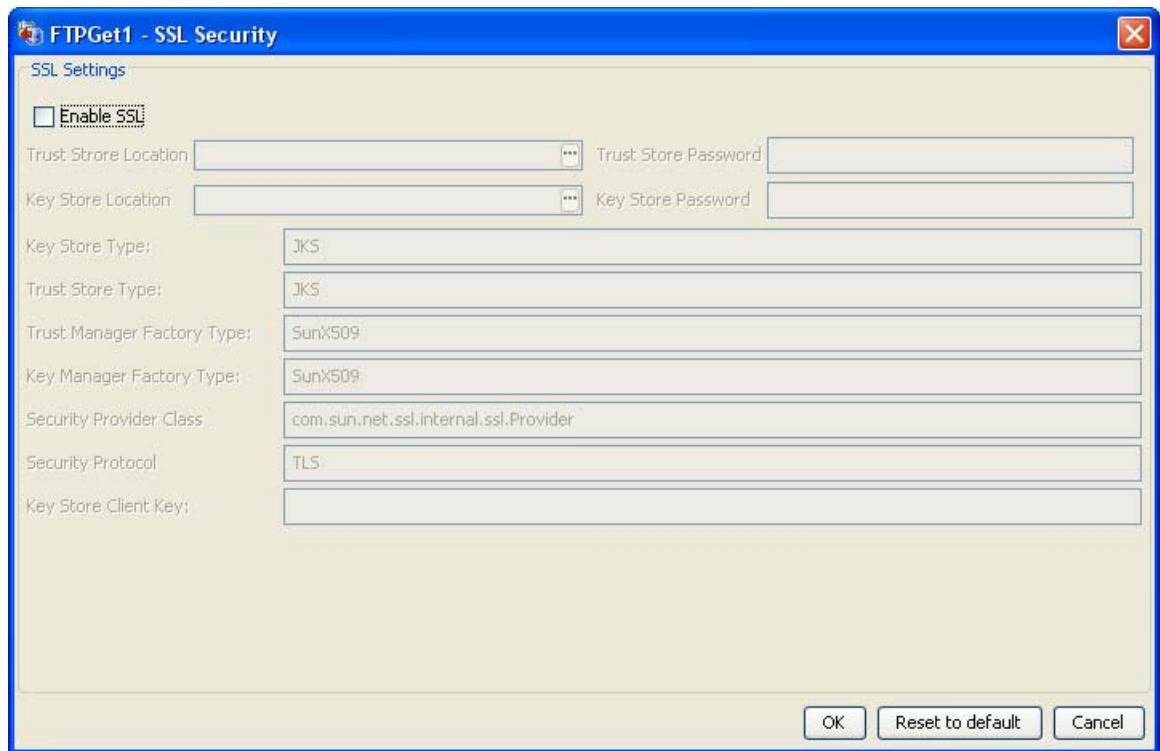 FTPGet1 - SSL Security
SSL Settings
Enable SSL
Trust Strore Location ... Trust Store Password
Key Store Location ... Key Store Password
Key Store Type: JKS
Trust Store Type: JKS
Trust Manager Factory Type: SunX509
Key Manager Factory Type: SunX509
Security Provider Class com.sun.net.ssl.internal.ssl.Provider
Security Protocol TLS
Key Store Client Key:
OK Reset to default Cancel